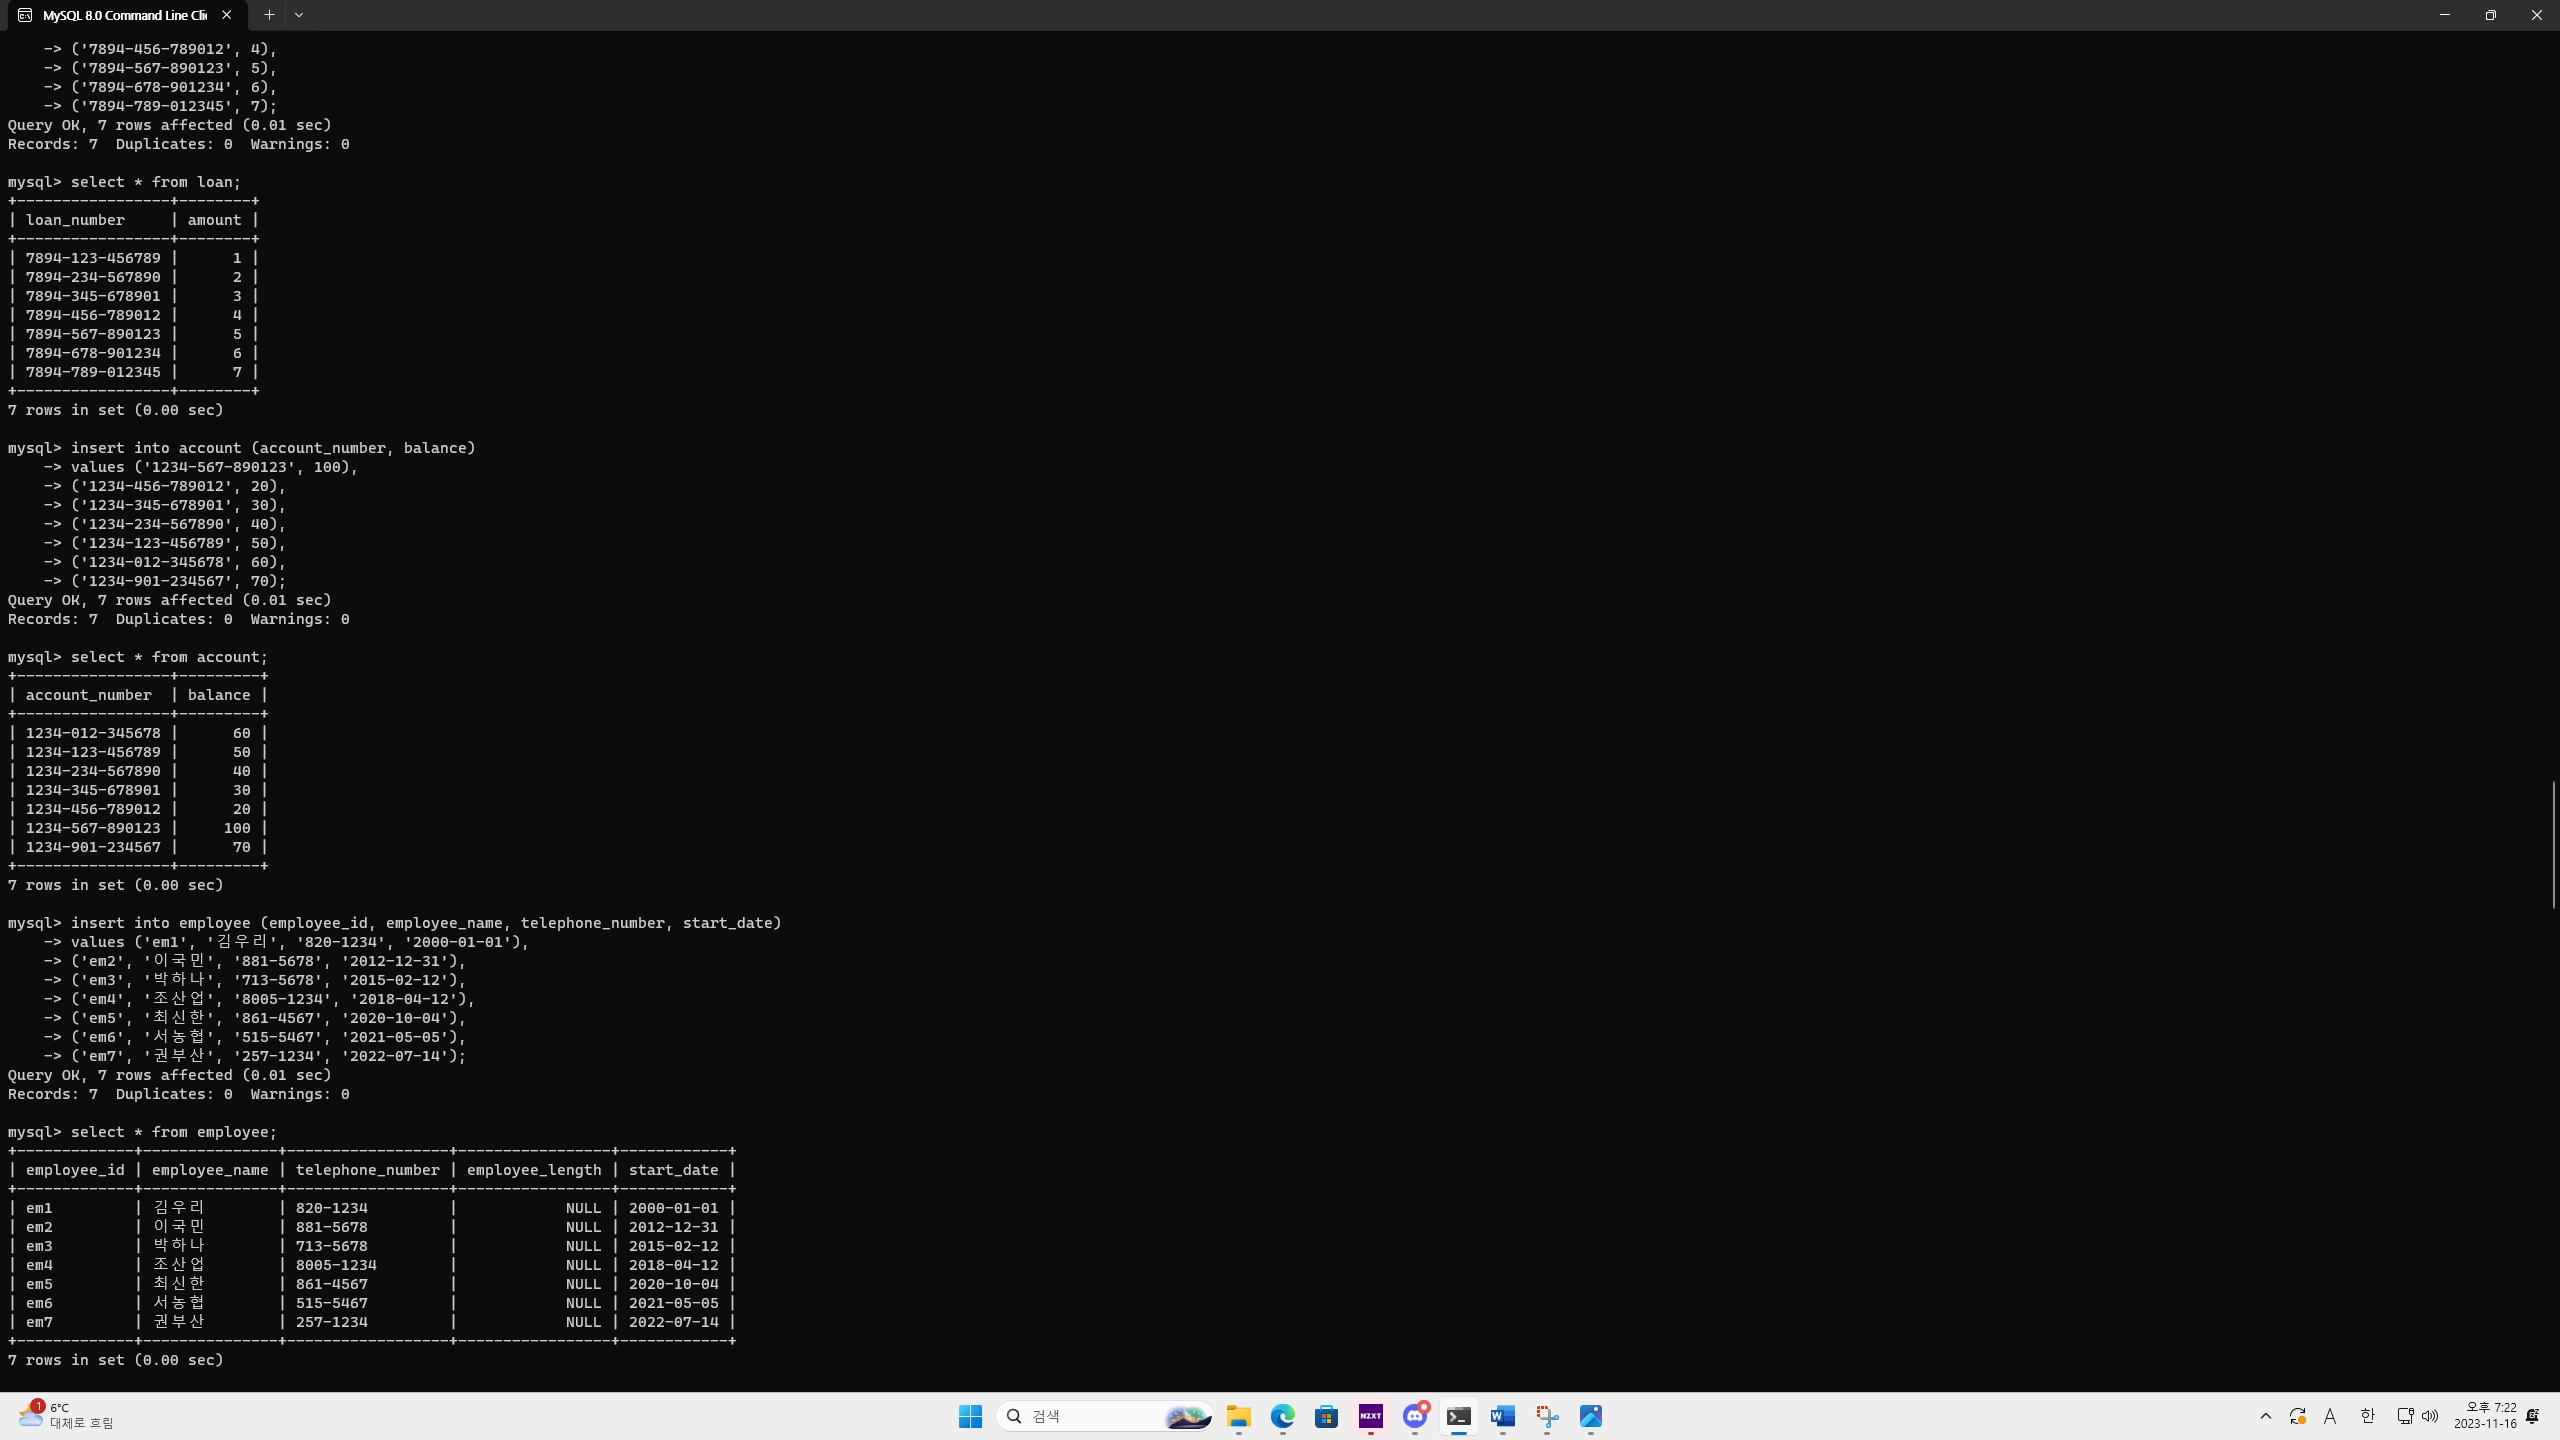 MySQL 8.0 Command Line Cli
    -> ('7894-456-789012', 4),
    -> ('7894-567-890123', 5),
    -> ('7894-678-901234', 6),
    -> ('7894-789-012345', 7);
Query OK, 7 rows affected (0.01 sec)
Records: 7  Duplicates: 0  Warnings: 0
mysql> select * from loan;
+-----------------+--------+
| loan_number     | amount |
+-----------------+--------+
| 7894-123-456789 |      1 |
| 7894-234-567890 |      2 |
| 7894-345-678901 |      3 |
| 7894-456-789012 |      4 |
| 7894-567-890123 |      5 |
| 7894-678-901234 |      6 |
| 7894-789-012345 |      7 |
+-----------------+--------+
7 rows in set (0.00 sec)
mysql> insert into account (account_number, balance)
    -> values ('1234-567-890123', 100),
    -> ('1234-456-789012', 20),
    -> ('1234-345-678901', 30),
    -> ('1234-234-567890', 40),
    -> ('1234-123-456789', 50),
    -> ('1234-012-345678', 60),
    -> ('1234-901-234567', 70);
Query OK, 7 rows affected (0.01 sec)
Records: 7  Duplicates: 0  Warnings: 0
mysql> select * from account;
+-----------------+---------+
| account_number  | balance |
+-----------------+---------+
| 1234-012-345678 |      60 |
| 1234-123-456789 |      50 |
| 1234-234-567890 |      40 |
| 1234-345-678901 |      30 |
| 1234-456-789012 |      20 |
| 1234-567-890123 |     100 |
| 1234-901-234567 |      70 |
+-----------------+---------+
7 rows in set (0.00 sec)
mysql> insert into employee (employee_id, employee_name, telephone_number, start_date)
    -> values ('em1', '김우리', '820-1234', '2000-01-01'),
    -> ('em2', '이국민', '881-5678', '2012-12-31'),
    -> ('em3', '박하나', '713-5678', '2015-02-12'),
    -> ('em4', '조산업', '8005-1234', '2018-04-12'),
    -> ('em5', '최신한', '861-4567', '2020-10-04'),
    -> ('em6', '서농협', '515-5467', '2021-05-05'),
    -> ('em7', '권부산', '257-1234', '2022-07-14');
Query OK, 7 rows affected (0.01 sec)
Records: 7  Duplicates: 0  Warnings: 0
mysql> select * from employee;
+-------------+---------------+------------------+-----------------+------------+
| employee_id | employee_name | telephone_number | employee_length | start_date |
+-------------+---------------+------------------+-----------------+------------+
| em1         | 김우리        | 820-1234         |            NULL | 2000-01-01 |
| em2         | 이국민        | 881-5678         |            NULL | 2012-12-31 |
| em3         | 박하나        | 713-5678         |            NULL | 2015-02-12 |
| em4         | 조산업        | 8005-1234        |            NULL | 2018-04-12 |
| em5         | 최신한        | 861-4567         |            NULL | 2020-10-04 |
| em6         | 서농협        | 515-5467         |            NULL | 2021-05-05 |
| em7         | 권부산        | 257-1234         |            NULL | 2022-07-14 |
+-------------+---------------+------------------+-----------------+------------+
7 rows in set (0.00 sec)
1
6°C
대체로 흐림
검색
NZXT
A
한
오후 7:22
2023-11-16